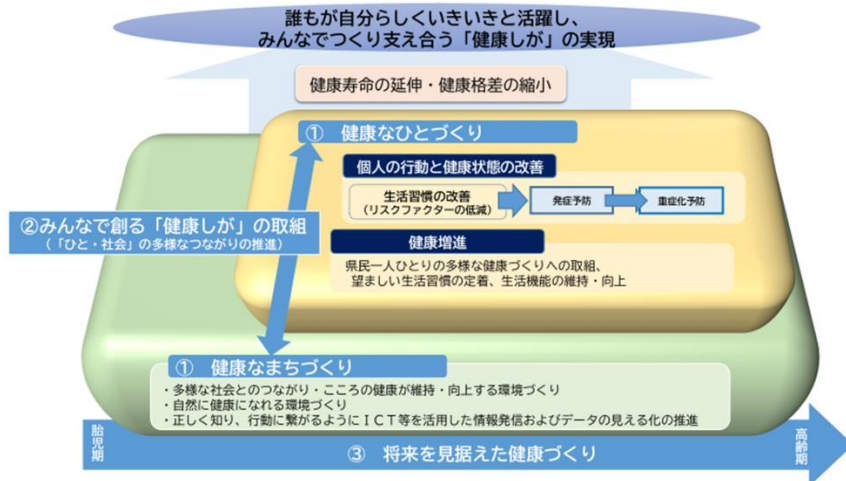 誰もが自分らしくいきいきと活躍し、
みんなでつくり支え合う「健康しが」の実現
健康寿命の延伸・健康格差の縮小
① 健康なひとづくり
個人の行動と健康状態の改善
生活習慣の改善
(リスクファクターの低減)
発症予防
重症化予防
②みんなで創る「健康しが」の取組
(「ひと・社会」の多様なつながりの推進)
健康増進
県民一人ひとりの多様な健康づくりへの取組、
望ましい生活習慣の定着、生活機能の維持・向上
① 健康なまちづくり
・多様な社会とのつながり・こころの健康が維持・向上する環境づくり
・自然に健康になれる環境づくり
・正しく知り、行動に繋がるようにＩＣＴ等を活用した情報発信およびデータの見える化の推進
胎児期
③ 将来を見据えた健康づくり
高齢期